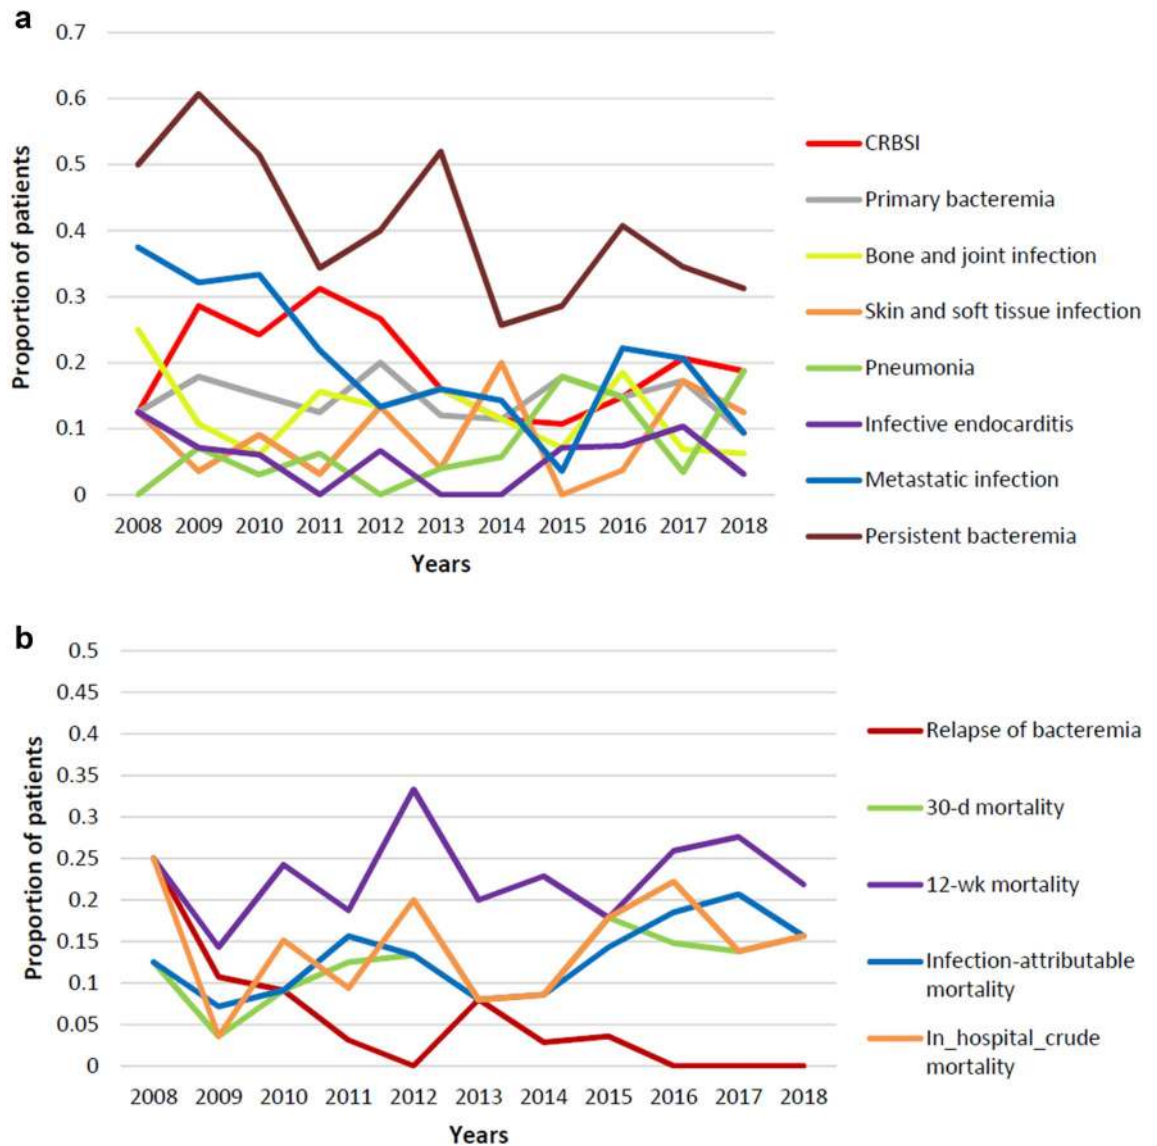 a
0.7
0.6
0.5
0.4
0.3
0.2
0.1
0
Proportion of patients
2008 2009 2010 2011 2012 2013 2014 2015 2016 2017 2018
Years
CRBSI
Primary bacteremia
Bone and joint infection
Skin and soft tissue infection
Pneumonia
Infective endocarditis
Metastatic infection
Persistent bacteremia
b
0.5
0.45
0.4
0.35
0.3
0.25
0.2
0.15
0.1
0.05
0
Proportion of patients
2008 2009 2010 2011 2012 2013 2014 2015 2016 2017 2018
Years
Relapse of bacteremia
30-d mortality
12-wk mortality
Infection-attributable
mortality
In_hospital_crude
mortality